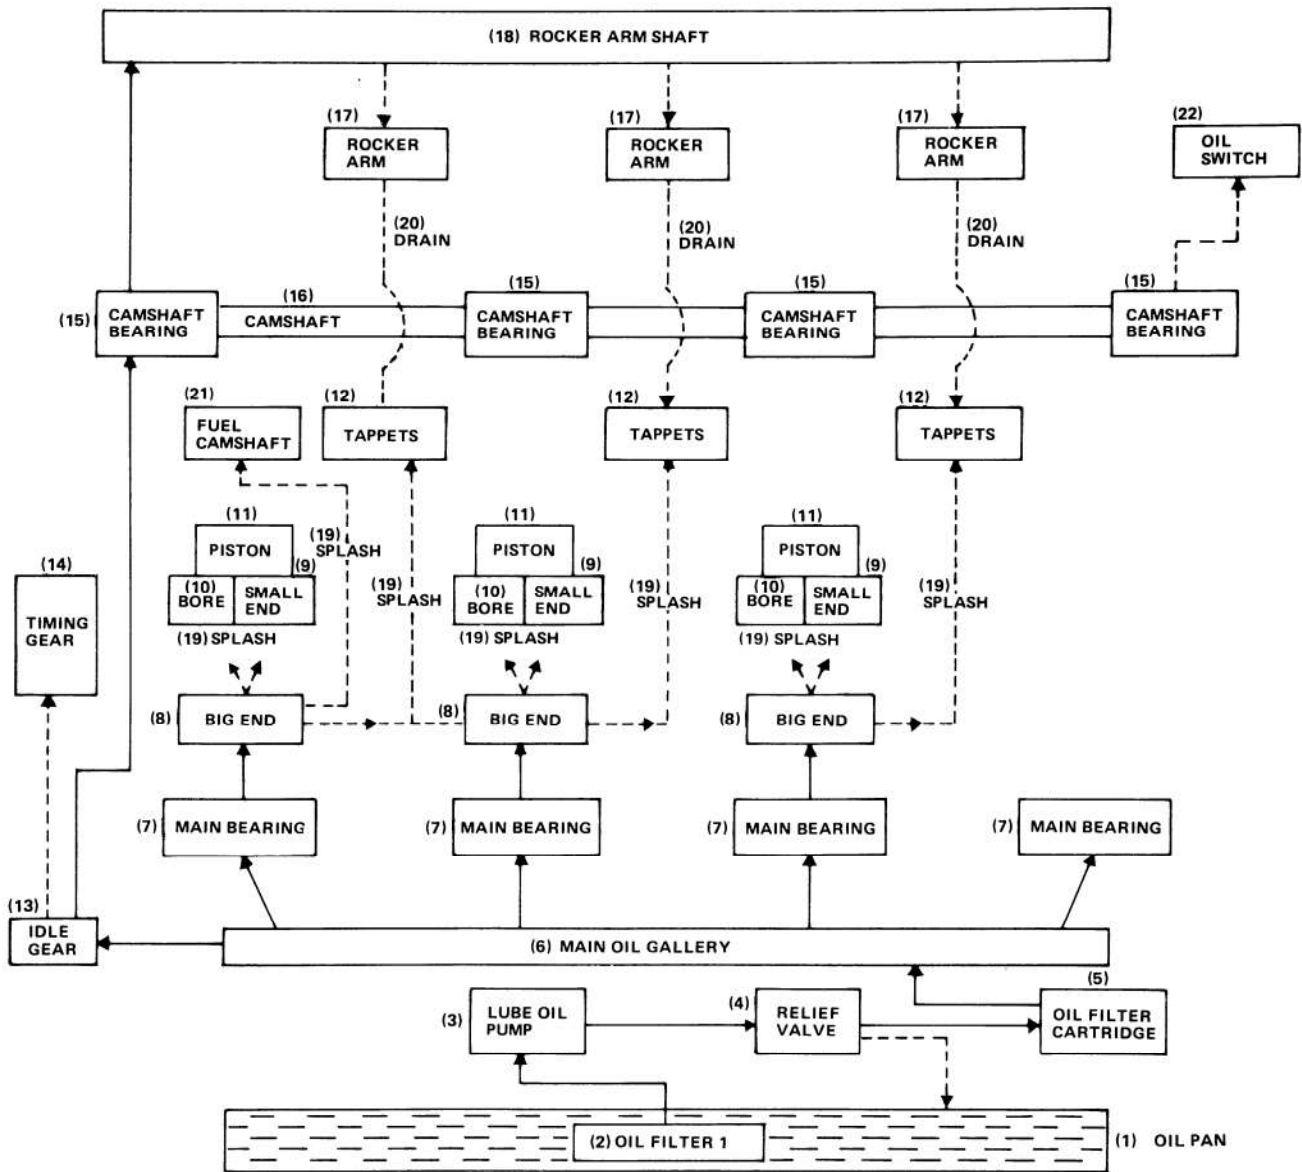 (18) ROCKER ARM SHAFT
(17)
ROCKER
ARM
(17)
ROCKER
ARM
(17)
ROCKER
ARM
(22)
OIL
SWITCH
(20)
DRAIN
(20)
DRAIN
(20)
DRAIN
(15)
CAMSHAFT
BEARING
(16)
CAMSHAFT
(15)
CAMSHAFT
BEARING
(15)
CAMSHAFT
BEARING
(15)
CAMSHAFT
BEARING
(21)
FUEL
CAMSHAFT
(12)
TAPPETS
(12)
TAPPETS
(12)
TAPPETS
(11)
PISTON
(9)
(10)
BORE
SMALL
END
(19)
SPLASH
(19)
SPLASH
(11)
PISTON
(9)
(10)
BORE
SMALL
END
(19)
SPLASH
(11)
PISTON
(9)
(10)
BORE
SMALL
END
(19)
SPLASH
(14)
TIMING
GEAR
(19) SPLASH
(19) SPLASH
(19) SPLASH
(8)
BIG END
(8)
BIG END
(8)
BIG END
(7) MAIN BEARING
(7) MAIN BEARING
(7) MAIN BEARING
(7) MAIN BEARING
(13)
IDLE
GEAR
(6) MAIN OIL GALLERY
(3)
LUBE OIL
PUMP
(4)
RELIEF
VALVE
(5)
OIL FILTER
CARTRIDGE
(2) OIL FILTER 1
(1) OIL PAN